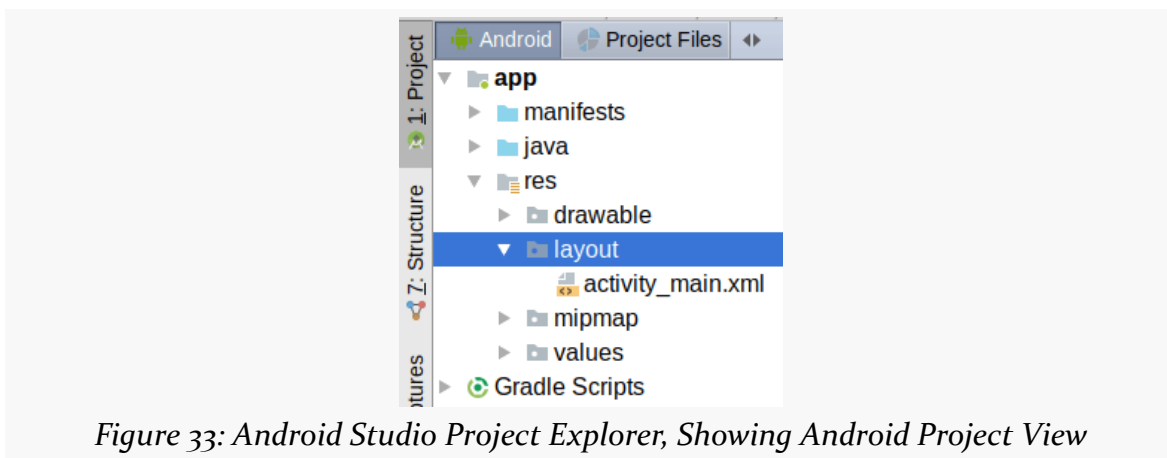 Android Project Files
1: Project
app
manifests
java
res
7: Structure
drawable
layout
activity_main.xml
mipmap
values
Gradle Scripts
Figure 33: Android Studio Project Explorer, Showing Android Project View